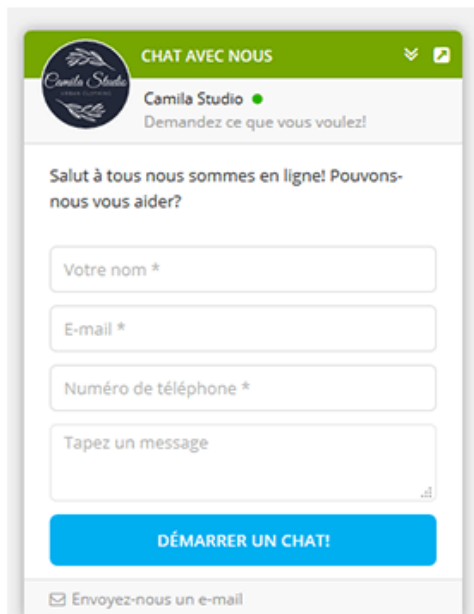 CHAT AVEC NOUS
Camila Studio
URBAN CLOTHING
Camila Studio
Demandez ce que vous voulez!
Salut à tous nous sommes en ligne! Pouvons-
nous vous aider?
Votre nom *
E-mail *
Numéro de téléphone *
Tapez un message
DÉMARRER UN CHAT!
Envoyez-nous un e-mail